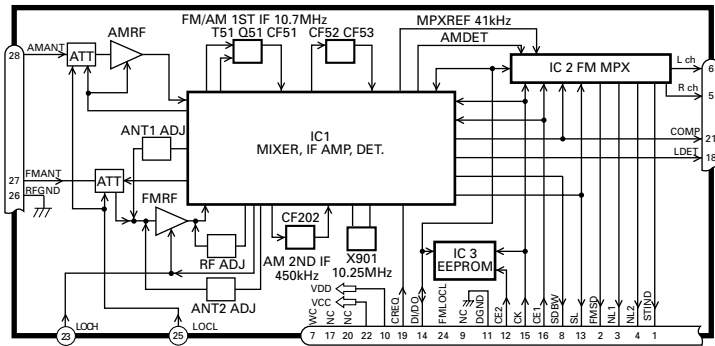 FM/AM 1ST IF 10.7MHz
MPXREF 41kHz
AMRF
T51 Q51 CF51
CF52 CF53
AMDET
28
AMANT
ATT
IC 2 FM MPX
L ch
6
R ch
5
ANT1 ADJ
IC1
MIXER, IF AMP, DET.
COMP
21
LDET
18
27
FMANT
ATT
26
RFGND
FMRF
CF202
AM 2ND IF
450kHz
X901
10.25MHz
RF ADJ
ANT2 ADJ
IC 3
EEPROM
VDD
VCC
LOCH
LOCL
23
25
WC
NC
NC
CREQ
DI/DO
FMLOCL
NC
DGND
CE2
CK
CE1
SDBW
SL
FMSD
NL1
NL2
STIND
7
17
20
22
10
19
14
24
9
11
12
15
16
8
13
2
3
4
1